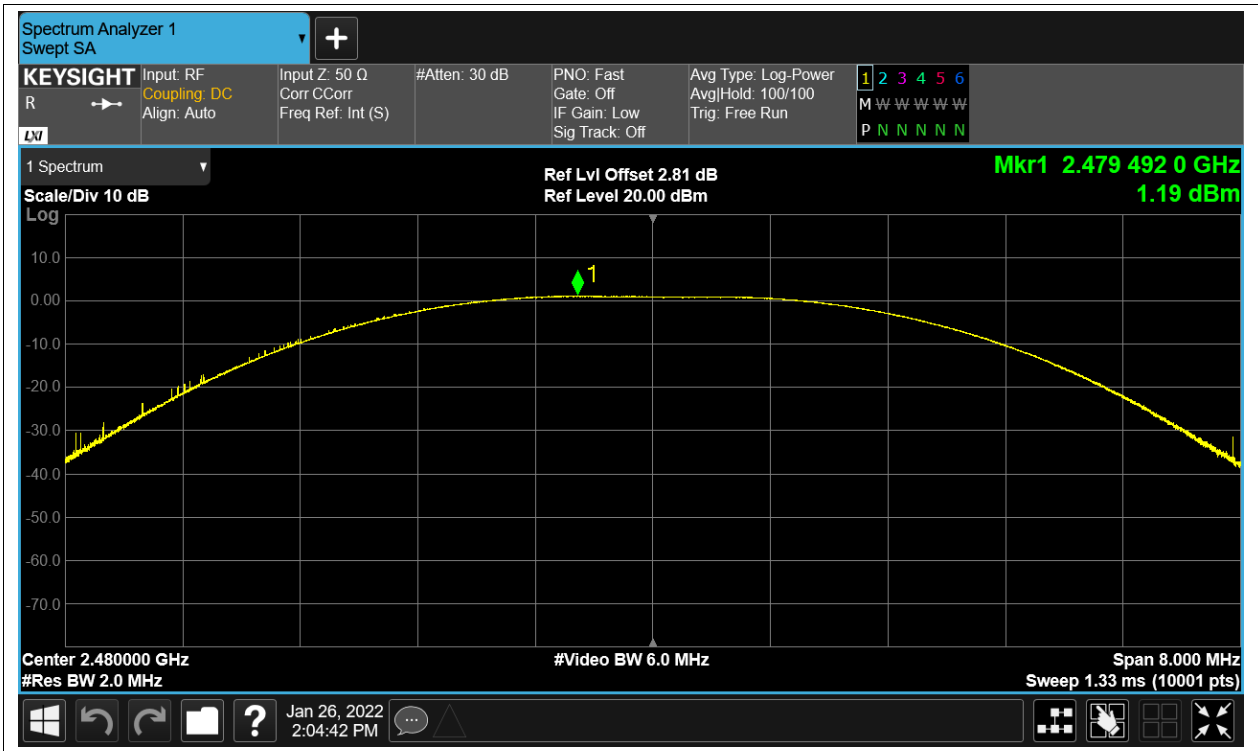 Spectrum Analyzer 1
Swept SA
KEYSIGHT
R
LXI
Input: RF
Coupling: DC
Align: Auto
Input Z: 50 Ω
Corr CCorr
Freq Ref: Int (S)
#Atten: 30 dB
PNO: Fast
Gate: Off
IF Gain: Low
Sig Track: Off
Avg Type: Log-Power
Avg|Hold: 100/100
Trig: Free Run
1 2 3 4 5 6
M W W W W W
P N N N N N
1 Spectrum
Scale/Div 10 dB
Log
Ref Lvl Offset 2.81 dB
Ref Level 20.00 dBm
Mkr1 2.479 492 0 GHz
1.19 dBm
1
10.0
0.00
-10.0
-20.0
-30.0
-40.0
-50.0
-60.0
-70.0
Center 2.480000 GHz
#Res BW 2.0 MHz
#Video BW 6.0 MHz
Span 8.000 MHz
Sweep 1.33 ms (10001 pts)
?
Jan 26, 2022
2:04:42 PM